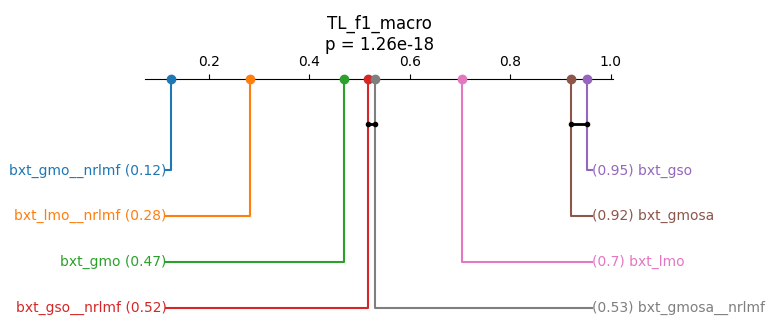 TL_f1_macro
p = 1.26e-18
0.2 0.4 0.6 0.8 1.0
bxt_gmo__nrlmf (0.12) (0.95) bxt_gso
bxt_lmo__nrlmf (0.28) (0.92) bxt_gmosa
bxt_gmo (0.47) (0.7) bxt_lmo
bxt_gso__nrlmf (0.52) (0.53) bxt_gmosa__nrlmf